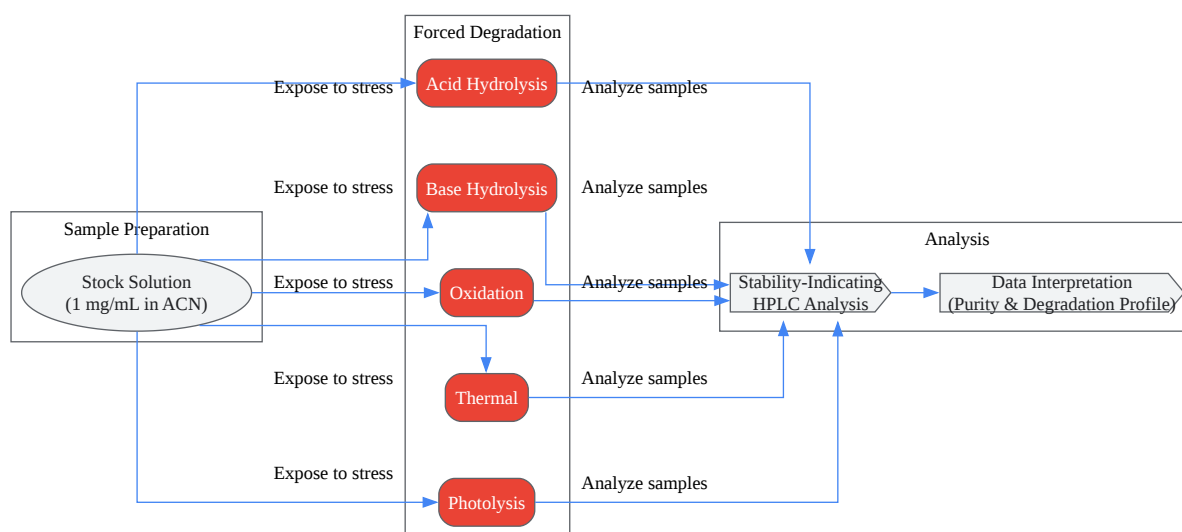 Forced Degradation
Acid Hydrolysis
Expose to stress
Analyze samples
Base Hydrolysis
Expose to stress
Analyze samples
Sample Preparation
Stock Solution
(1 mg/mL in ACN)
Expose to stress
Oxidation
Analyze samples
Analysis
Stability-Indicating
HPLC Analysis
Data Interpretation
(Purity & Degradation Profile)
Expose to stress
Thermal
Analyze samples
Expose to stress
Photolysis
Analyze samples